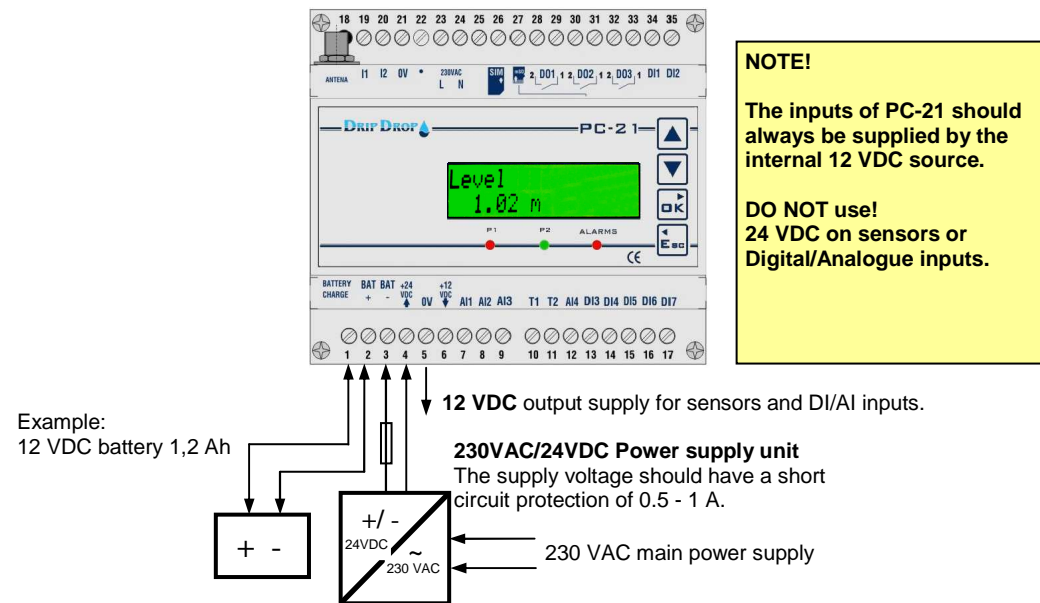 18 19 20 21 22 23 24 25 26 27 28 29 30 31 32 33 34 35
ANTENA I1 I2 0V • 230VAC SIM 2 DO1 1 2 DO2 1 2 DO3 1 DI1 DI2
L N
DRIP DROP PC-21
Level
1.02 m
OK
P1 P2 ALARMS
Esc
CE
BATTERY CHARGE BAT + BAT - +24 VDC 0V +12 VDC AI1 AI2 AI3 T1 T2 AI4 DI3 DI4 DI5 DI6 DI7
1 2 3 4 5 6 7 8 9 10 11 12 13 14 15 16 17
NOTE!
The inputs of PC-21 should
always be supplied by the
internal 12 VDC source.
DO NOT use!
24 VDC on sensors or
Digital/Analogue inputs.
12 VDC output supply for sensors and DI/AI inputs.
Example:
12 VDC battery 1,2 Ah
230VAC/24VDC Power supply unit
The supply voltage should have a short
circuit protection of 0.5 - 1 A.
+ -
+/ -
24VDC
~
230 VAC
230 VAC main power supply